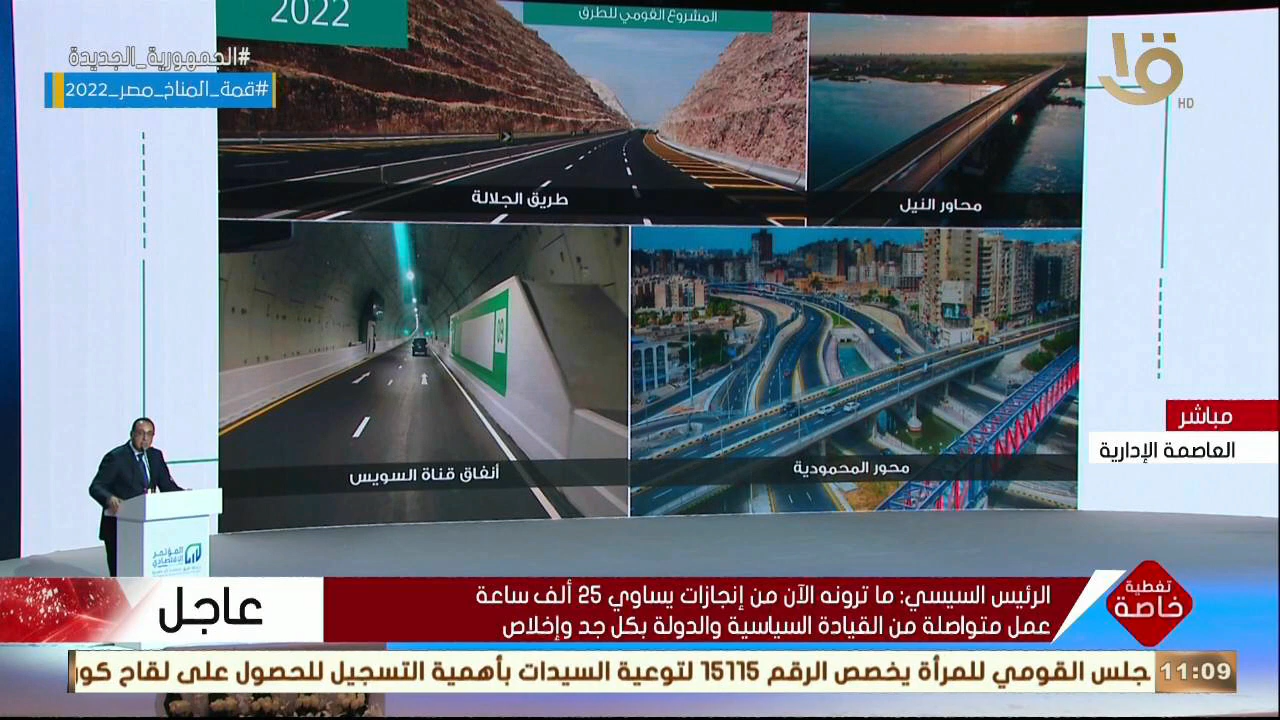 2022
المشروع القومي للطرق
#الجمهورية_الجديدة
#قمة_المناخ_مصر_2022
HD
طريق الجلالة
محاور النيل
09
مباشر
العاصمة الإدارية
أنفاق قناة السويس
محور المحمودية
المؤتمر
الاقتصادي
تغطية
خاصة
عاجل
الرئيس السيسي: ما ترونه الآن من إنجازات يساوي 25 ألف ساعة
عمل متواصلة من القيادة السياسية والدولة بكل جد وإخلاص
11:09
جلس القومي للمرأة يخصص الرقم 15115 لتوعية السيدات بأهمية التسجيل للحصول على لقاح كور